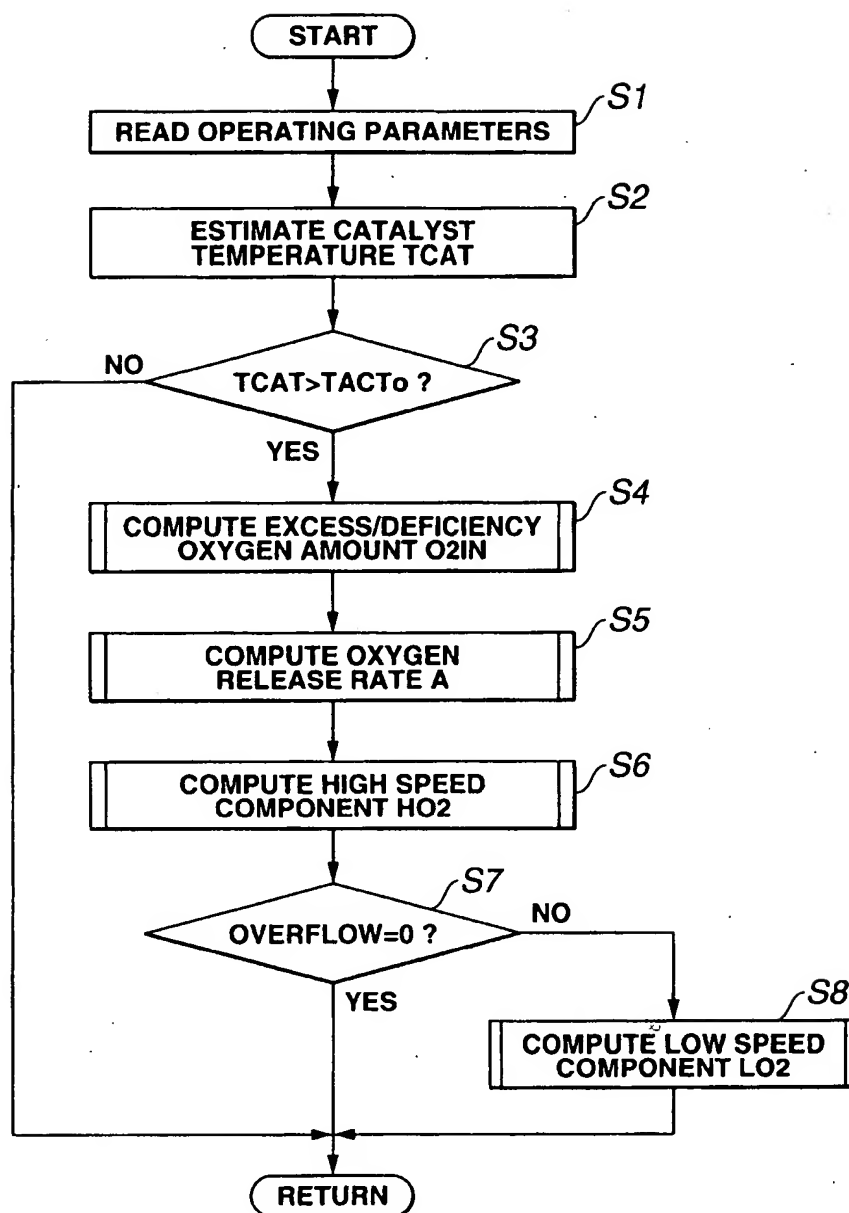 START
S1
READ OPERATING PARAMETERS
S2
ESTIMATE CATALYST
TEMPERATURE TCAT
S3
NO
TCAT>TACTo ?
YES
S4
COMPUTE EXCESS/DEFICIENCY
OXYGEN AMOUNT O2IN
S5
COMPUTE OXYGEN
RELEASE RATE A
S6
COMPUTE HIGH SPEED
COMPONENT HO2
S7
NO
OVERFLOW=0 ?
YES
S8
COMPUTE LOW SPEED
COMPONENT LO2
RETURN